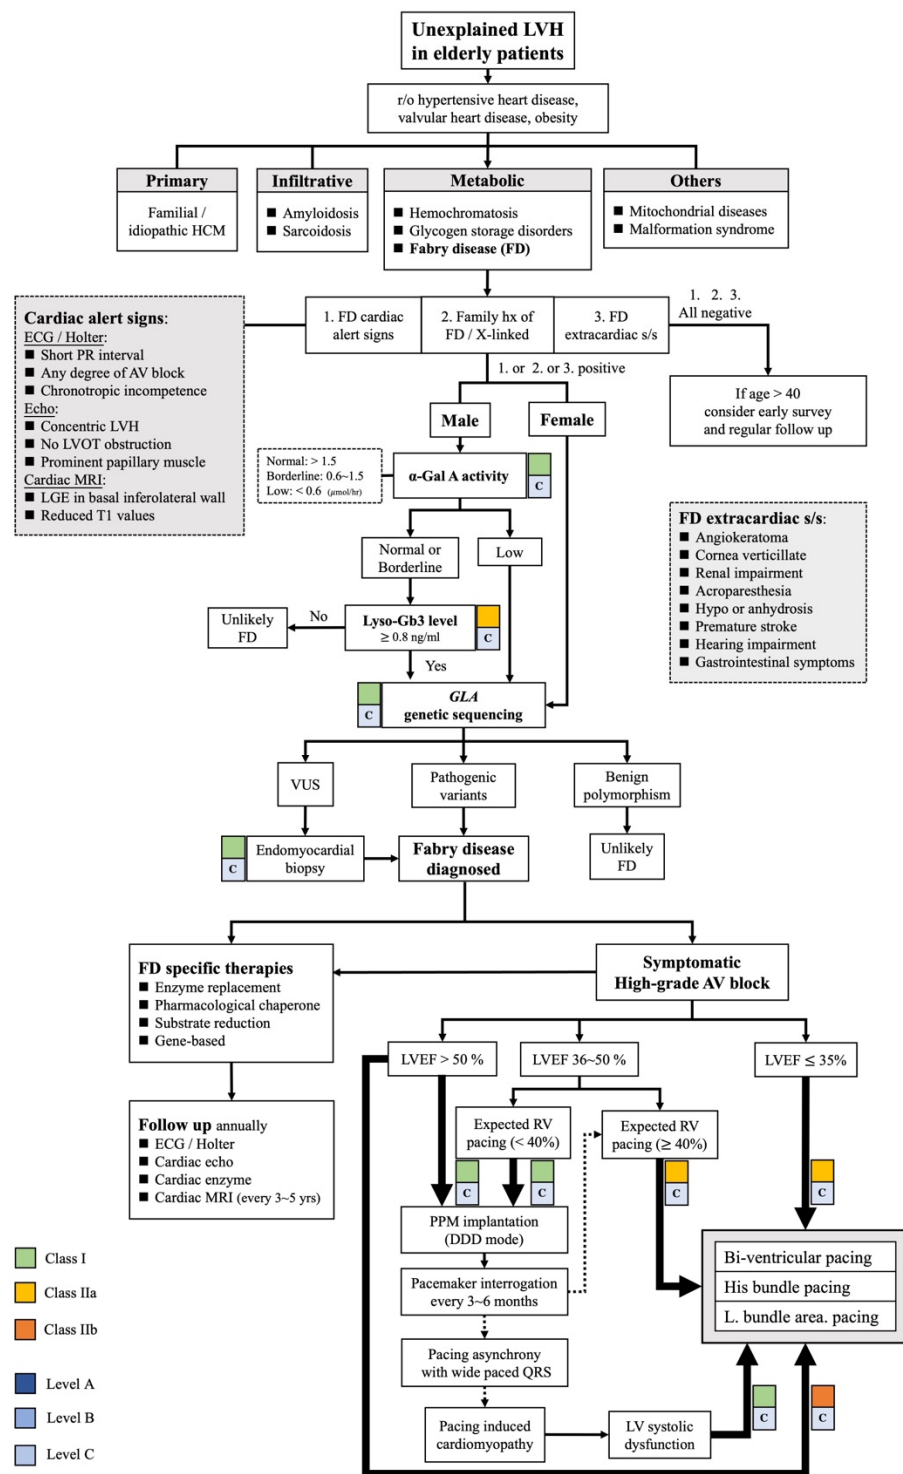 Unexplained LVH
in elderly patients
r/o hypertensive heart disease,
valvular heart disease, obesity
Primary
Familial /
idiopathic HCM
Infiltrative
■ Amyloidosis
■ Sarcoidosis
Metabolic
■ Hemochromatosis
■ Glycogen storage disorders
■ Fabry disease (FD)
Others
■ Mitochondrial diseases
■ Malformation syndrome
Cardiac alert signs:
ECG / Holter:
■ Short PR interval
■ Any degree of AV block
■ Chronotropic incompetence
Echo:
■ Concentric LVH
■ No LVOT obstruction
■ Prominent papillary muscle
Cardiac MRI:
■ LGE in basal inferolateral wall
■ Reduced T1 values
1. FD cardiac
alert signs
2. Family hx of
FD / X-linked
3. FD
extracardiac s/s
1. 2. 3.
All negative
1. or 2. or 3. positive
If age > 40
consider early survey
and regular follow up
Male
Female
Normal: > 1.5
Borderline: 0.6~1.5
Low: < 0.6 (μmol/hr)
α-Gal A activity
C
Normal or
Borderline
Low
FD extracardiac s/s:
■ Angiokeratoma
■ Cornea verticillate
■ Renal impairment
■ Acroparesthesia
■ Hypo or anhydrosis
■ Premature stroke
■ Hearing impairment
■ Gastrointestinal symptoms
Unlikely
FD
No
Lyso-Gb3 level
≥ 0.8 ng/ml
C
Yes
C
GLA
genetic sequencing
VUS
Pathogenic
variants
Benign
polymorphism
C
Endomyocardial
biopsy
Fabry disease
diagnosed
Unlikely
FD
FD specific therapies
■ Enzyme replacement
■ Pharmacological chaperone
■ Substrate reduction
■ Gene-based
Symptomatic
High-grade AV block
LVEF > 50 %
LVEF 36~50 %
LVEF ≤ 35%
Follow up annually
■ ECG / Holter
■ Cardiac echo
■ Cardiac enzyme
■ Cardiac MRI (every 3~5 yrs)
Expected RV
pacing (< 40%)
Expected RV
pacing (≥ 40%)
C
C
C
C
PPM implantation
(DDD mode)
Pacemaker interrogation
every 3~6 months
Pacing asynchrony
with wide paced QRS
Pacing induced
cardiomyopathy
LV systolic
dysfunction
Bi-ventricular pacing
His bundle pacing
L. bundle area. pacing
C
C
Class I
Class IIa
Class IIb
Level A
Level B
Level C